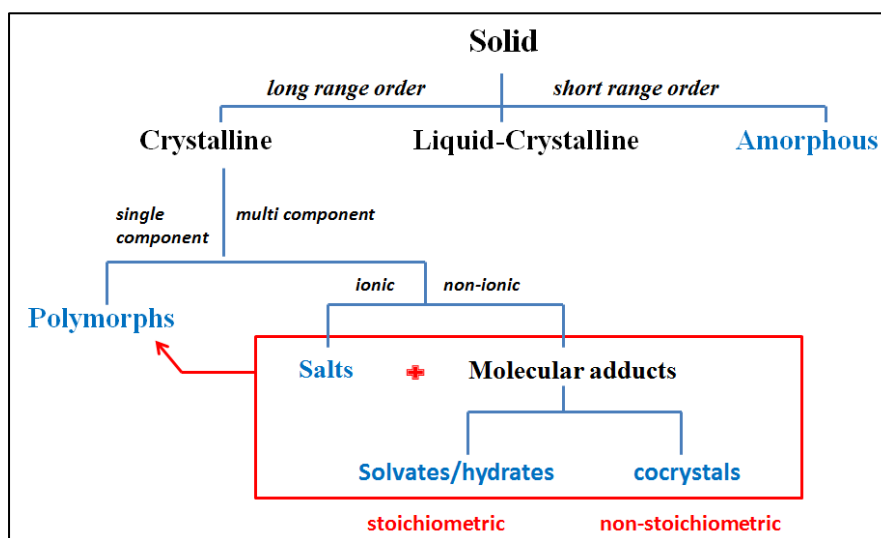 Solid
long range order
short range order
Crystalline
Liquid-Crystalline
Amorphous
single
component
multi component
ionic
non-ionic
Polymorphs
Salts
Molecular adducts
Solvates/hydrates
cocrystals
stoichiometric
non-stoichiometric